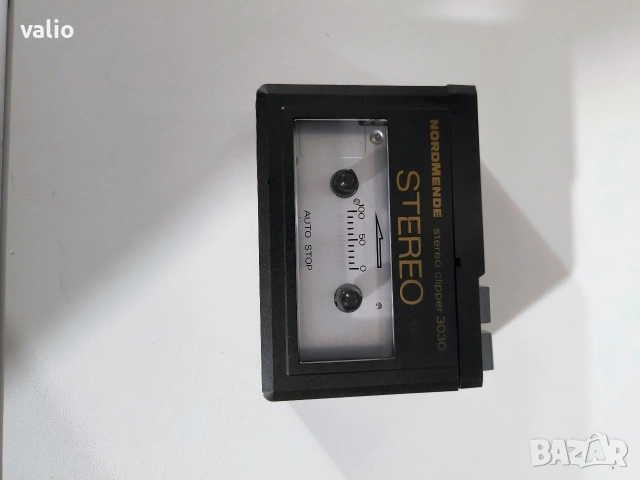 valio
NORDMENDE stereo clipper 3030
STEREO
100 50 0
AUTO STOP
BAZAR